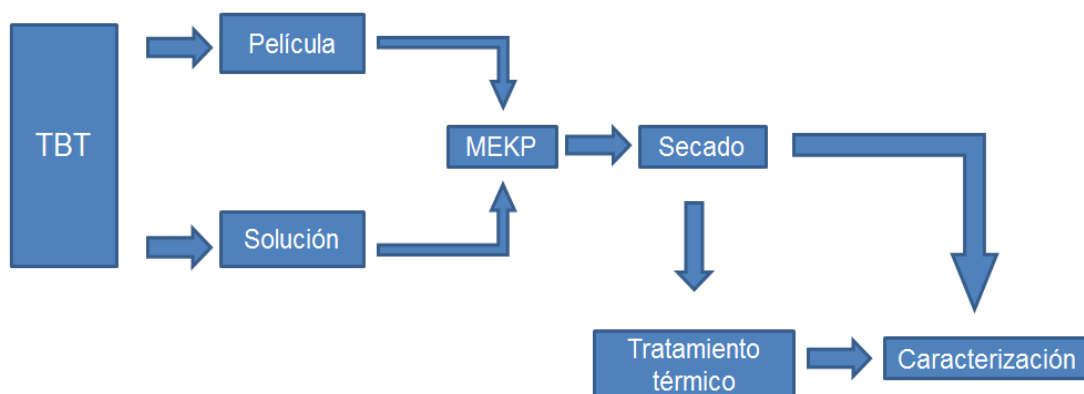 TBT
Película
Solución
MEKP
Secado
Tratamiento
térmico
Caracterización